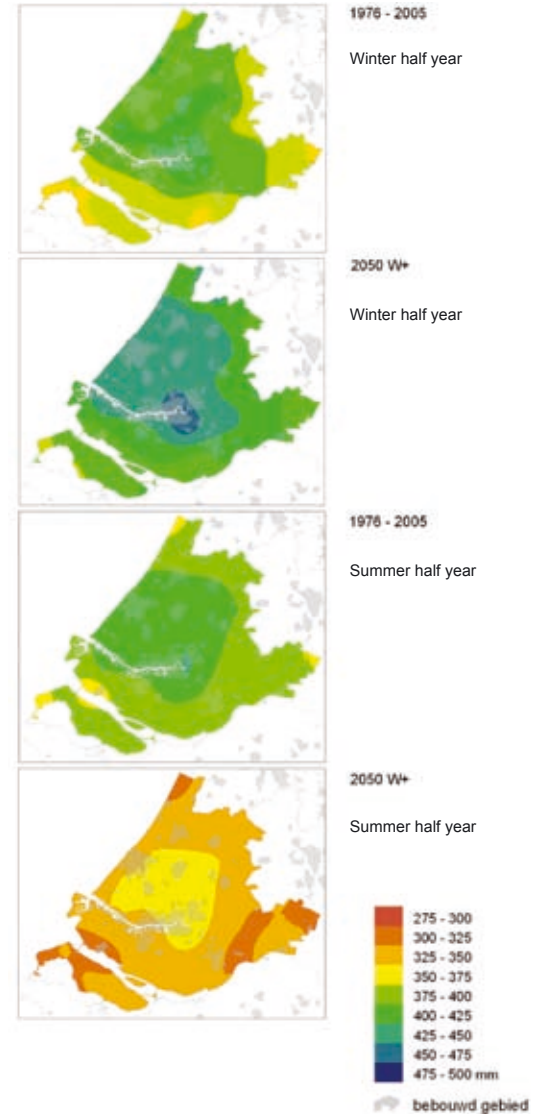 1976 - 2005
Winter half year
2050 W+
Winter half year
1976 - 2005
Summer half year
2050 W+
Summer half year
275 - 300
300 - 325
325 - 350
350 - 375
375 - 400
400 - 425
425 - 450
450 - 475
475 - 500 mm
bebouwd gebied